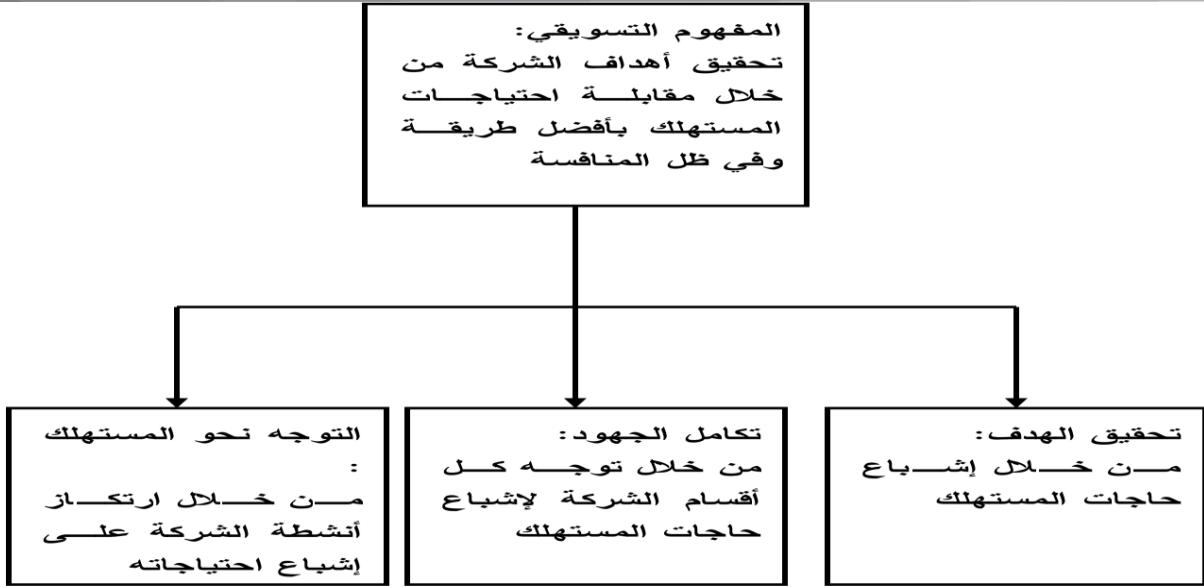 المفهوم التسويقي:
تحقيق أهداف الشركة من
خلال مقابلة احتياجات
المستهلك بأفضل طريقة
وفي ظل المنافسة
تحقيق الهدف:
من خلال إشباع
حاجات المستهلك
تكامل الجهود:
من خلال توجه كل
أقسام الشركة لإشباع
حاجات المستهلك
التوجه نحو المستهلك
:
من خلال ارتكاز
أنشطة الشركة على
إشباع احتياجاته